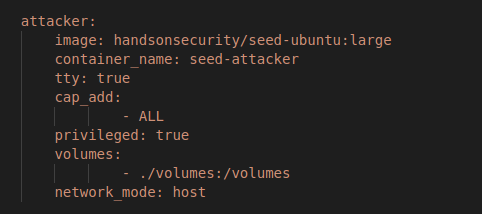 attacker:
    image: handsonsecurity/seed-ubuntu:large
    container_name: seed-attacker
    tty: true
    cap_add:
            - ALL
    privileged: true
    volumes:
            - ./volumes:/volumes
    network_mode: host